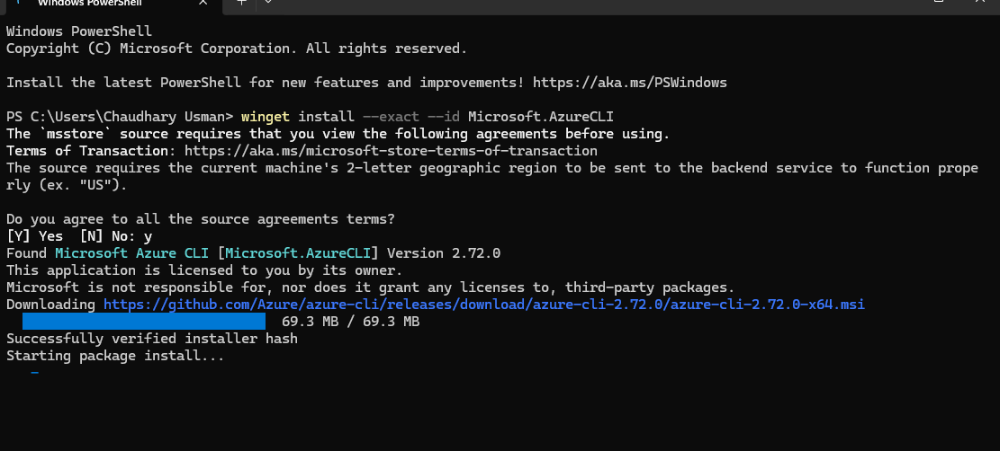 Windows PowerShell
Windows PowerShell
Copyright (C) Microsoft Corporation. All rights reserved.
Install the latest PowerShell for new features and improvements! https://aka.ms/PSWindows
PS C:\Users\Chaudhary Usman> winget install --exact --id Microsoft.AzureCLI
The `msstore` source requires that you view the following agreements before using.
Terms of Transaction: https://aka.ms/microsoft-store-terms-of-transaction
The source requires the current machine's 2-letter geographic region to be sent to the backend service to function prope
rly (ex. "US").
Do you agree to all the source agreements terms?
[Y] Yes  [N] No: y
Found Microsoft Azure CLI [Microsoft.AzureCLI] Version 2.72.0
This application is licensed to you by its owner.
Microsoft is not responsible for, nor does it grant any licenses to, third-party packages.
Downloading https://github.com/Azure/azure-cli/releases/download/azure-cli-2.72.0/azure-cli-2.72.0-x64.msi
69.3 MB / 69.3 MB
Successfully verified installer hash
Starting package install...